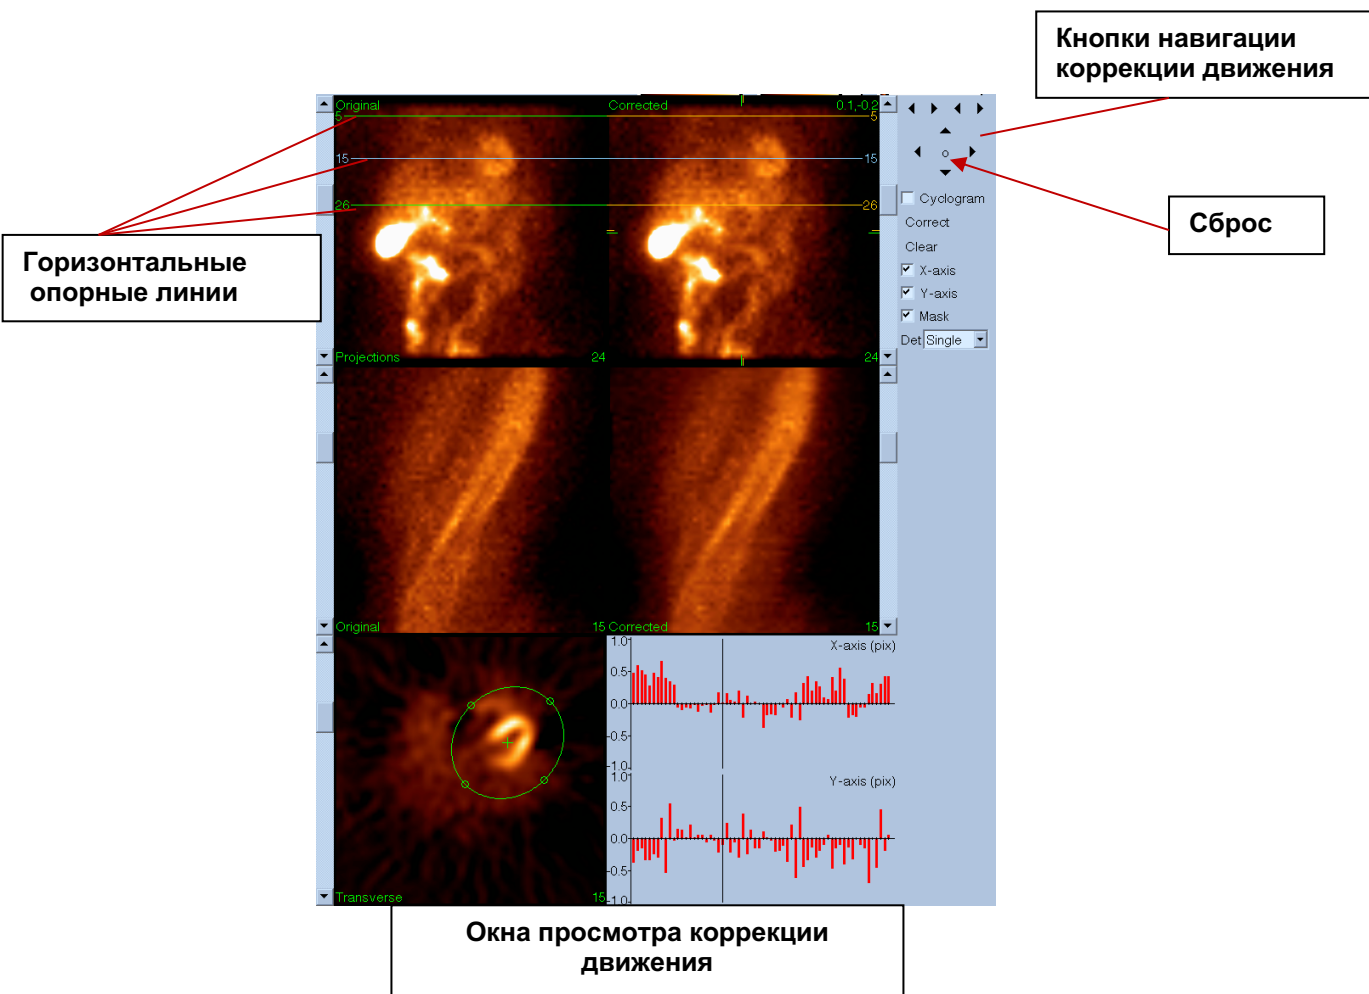 Кнопки навигации
коррекции движения
Original
Corrected
0.1,-0.2
5
5
15
15
26
26
Cyclogram
Correct
Clear
X-axis
Y-axis
Mask
Det Single
Сброс
Горизонтальные
опорные линии
Projections
24
24
Original
15
Corrected
15
X-axis (pix)
1.0
0.5
0.0
-0.5
-1.0
Y-axis (pix)
1.0
0.5
0.0
-0.5
-1.0
Transverse
15
Окна просмотра коррекции
движения